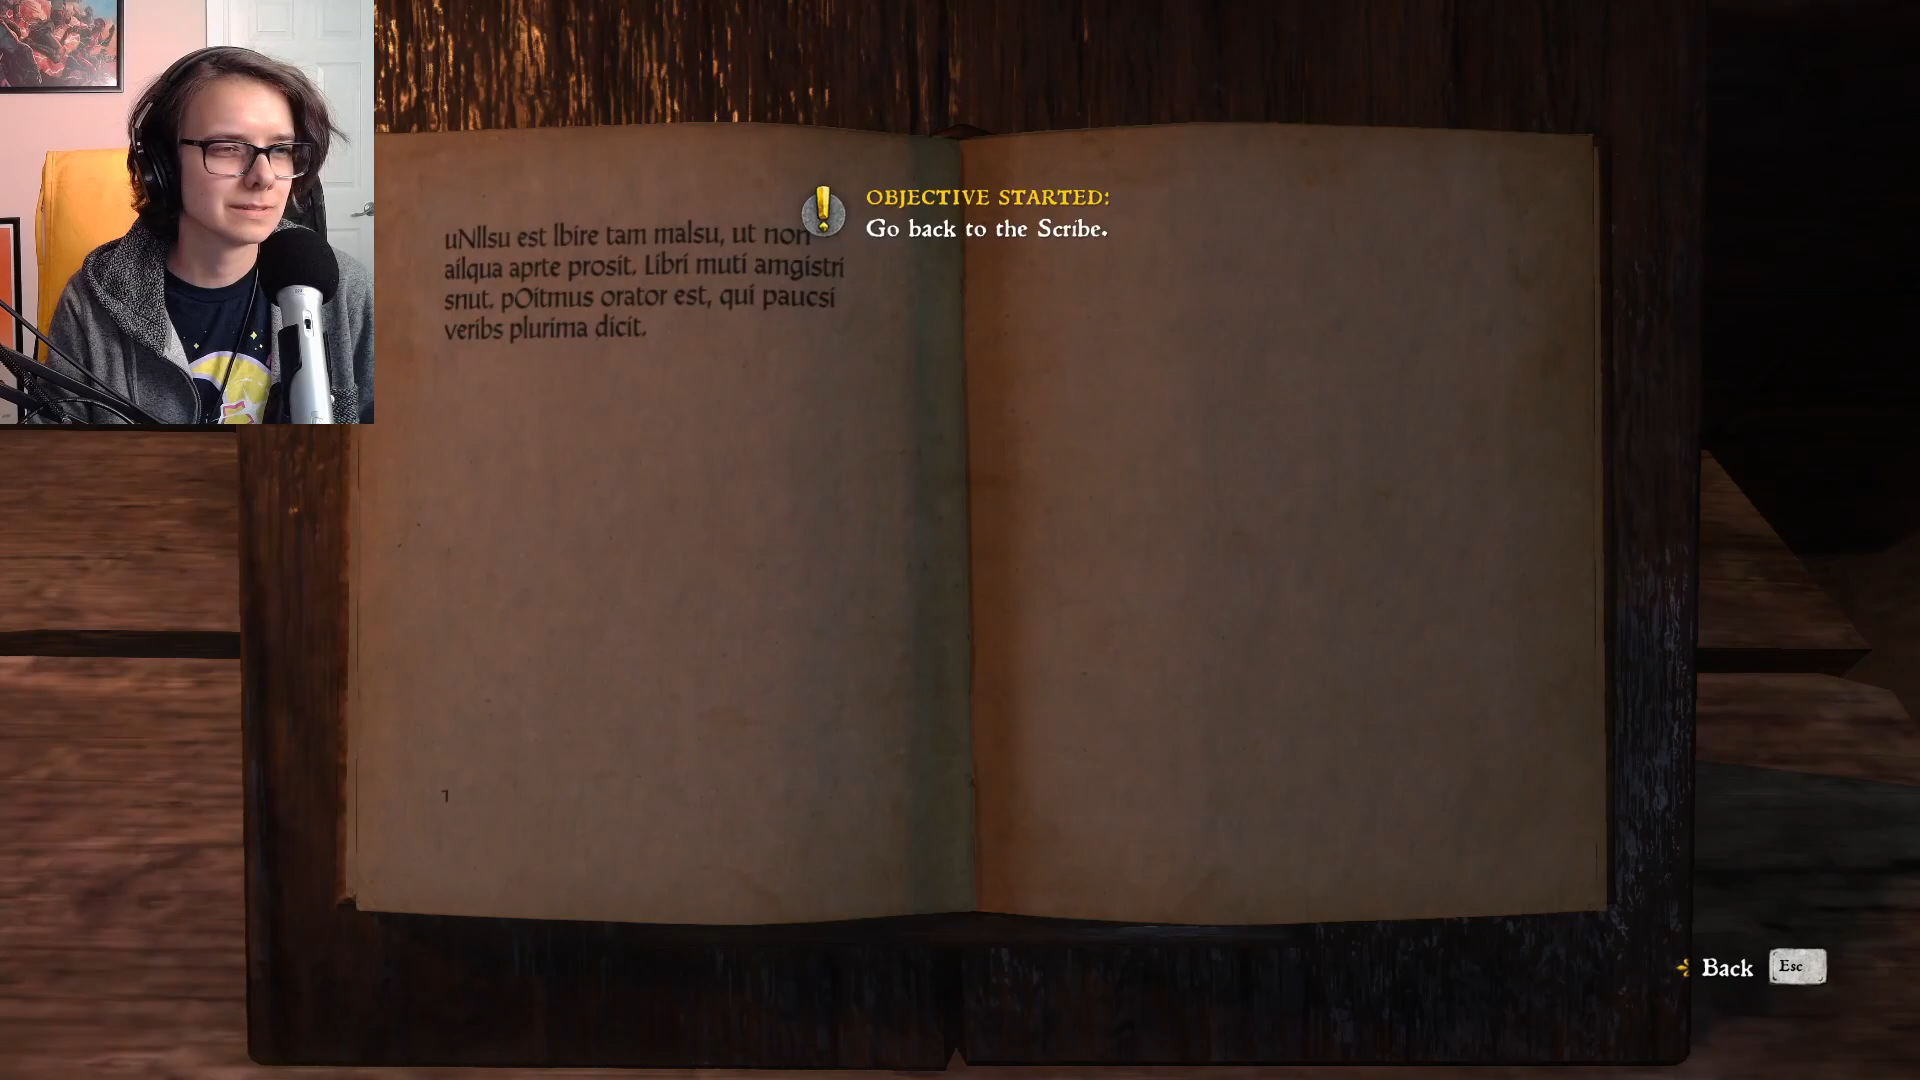 OBJECTIVE STARTED:
Go back to the Scribe.
uNllsu est lbire tam malsu, ut non
ailqua aprte prosit. Libri muti amgistri
snut. pOitmus orator est, qui paucsi
veribs plurima dicit.
Back Esc